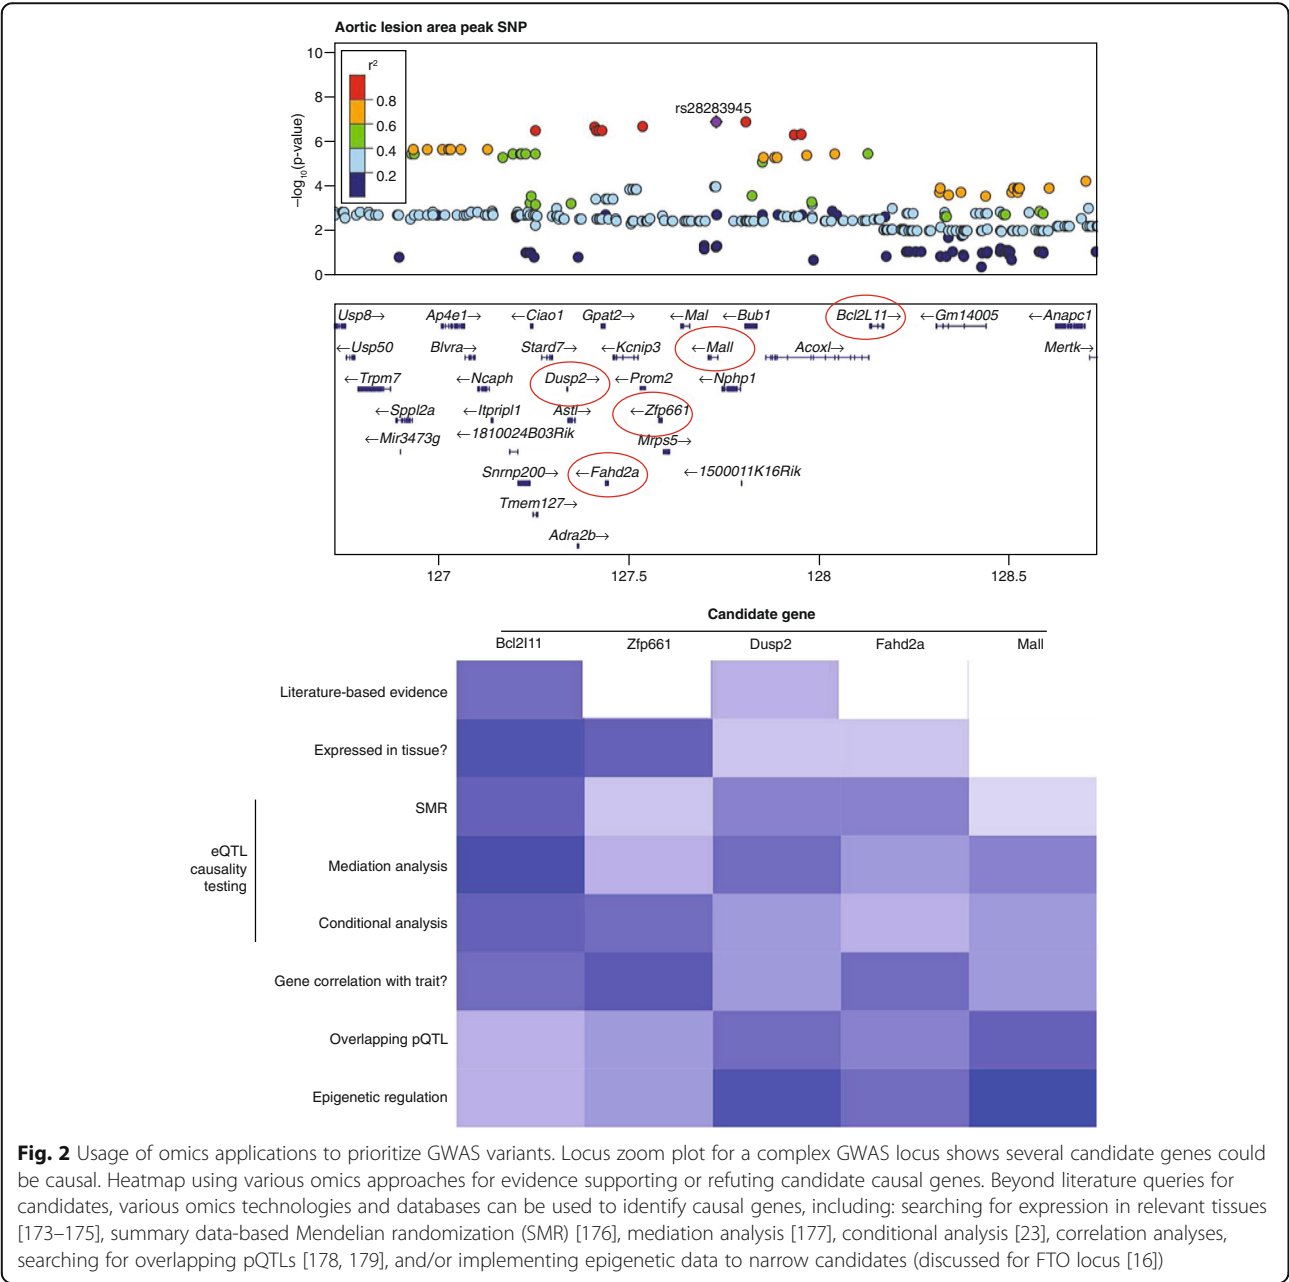 Aortic lesion area peak SNP
10
8
6
4
2
0
−log10(p-value)
r²
0.8
0.6
0.4
0.2
rs28283945
Usp8→ Ap4e1→ ←Ciao1 Gpat2→ ←Mal ←Bub1 Bcl2L11→ ←Gm14005 ←Anapc1
←Usp50 Blvra→ Stard7→ ←Kcnip3 ←Mall Acoxl→ Mertk→
←Trpm7 ←Ncaph Dusp2→ ←Prom2 ←Nphp1
←Sppl2a ←Itpripl1 Astl→ ←Zfp661
←Mir3473g ←1810024B03Rik Mrps5→
Snrnp200→ ←Fahd2a ←1500011K16Rik
Tmem127→
Adra2b→
127 127.5 128 128.5
Candidate gene
Bcl2l11 Zfp661 Dusp2 Fahd2a Mall
Literature-based evidence
Expressed in tissue?
SMR
eQTL
causality
testing
Mediation analysis
Conditional analysis
Gene correlation with trait?
Overlapping pQTL
Epigenetic regulation
Fig. 2 Usage of omics applications to prioritize GWAS variants. Locus zoom plot for a complex GWAS locus shows several candidate genes could
be causal. Heatmap using various omics approaches for evidence supporting or refuting candidate causal genes. Beyond literature queries for
candidates, various omics technologies and databases can be used to identify causal genes, including: searching for expression in relevant tissues
[173–175], summary data-based Mendelian randomization (SMR) [176], mediation analysis [177], conditional analysis [23], correlation analyses,
searching for overlapping pQTLs [178, 179], and/or implementing epigenetic data to narrow candidates (discussed for FTO locus [16])